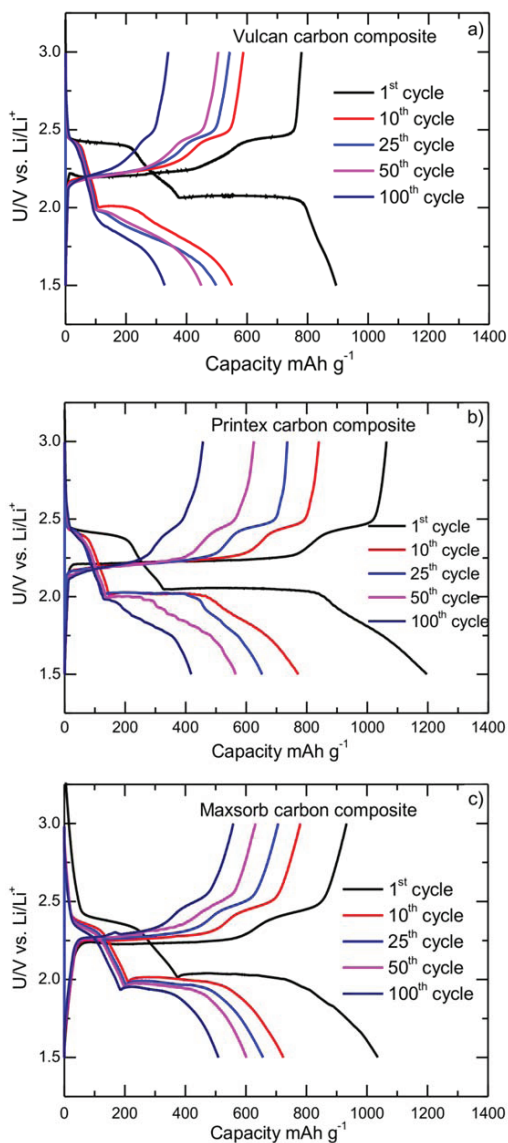 Vulcan carbon composite a)
1st cycle
10th cycle
25th cycle
50th cycle
100th cycle
3.0
2.5
2.0
1.5
U/V vs. Li/Li+
0 200 400 600 800 1000 1200 1400
Capacity mAh g-1
Printex carbon composite b)
1st cycle
10th cycle
25th cycle
50th cycle
100th cycle
3.0
2.5
2.0
1.5
U/V vs. Li/Li+
0 200 400 600 800 1000 1200 1400
Capacity mAh g-1
Maxsorb carbon composite c)
1st cycle
10th cycle
25th cycle
50th cycle
100th cycle
3.0
2.5
2.0
1.5
U/V vs. Li/Li+
0 200 400 600 800 1000 1200 1400
Capacity mAh g-1